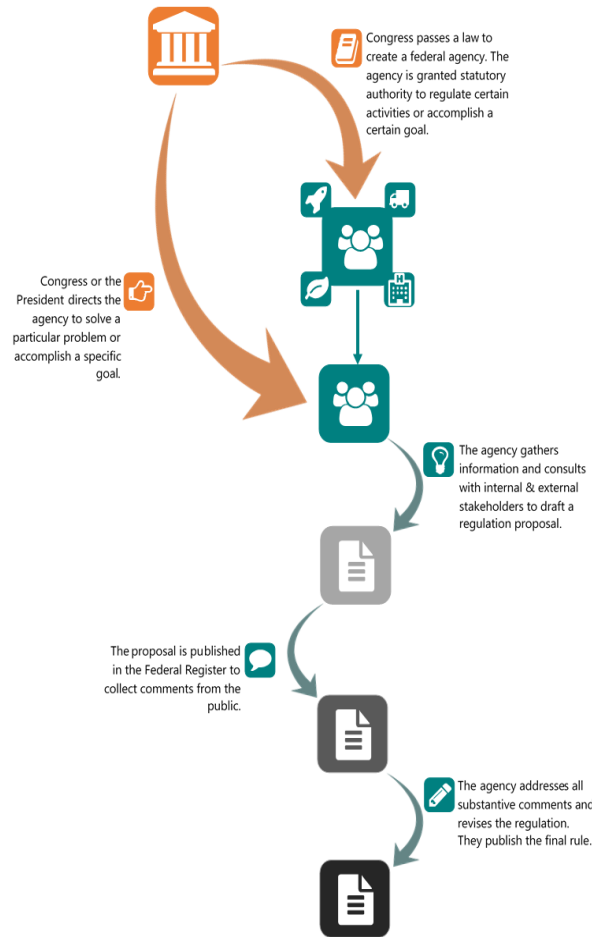 Congress passes a law to
create a federal agency. The
agency is granted statutory
authority to regulate certain
activities or accomplish a
certain goal.
H
Congress or the
President directs the
agency to solve a
particular problem or
accomplish a specific
goal.
The agency gathers
information and consults
with internal & external
stakeholders to draft a
regulation proposal.
The proposal is published
in the Federal Register to
collect comments from the
public.
The agency addresses all
substantive comments and
revises the regulation.
They publish the final rule.